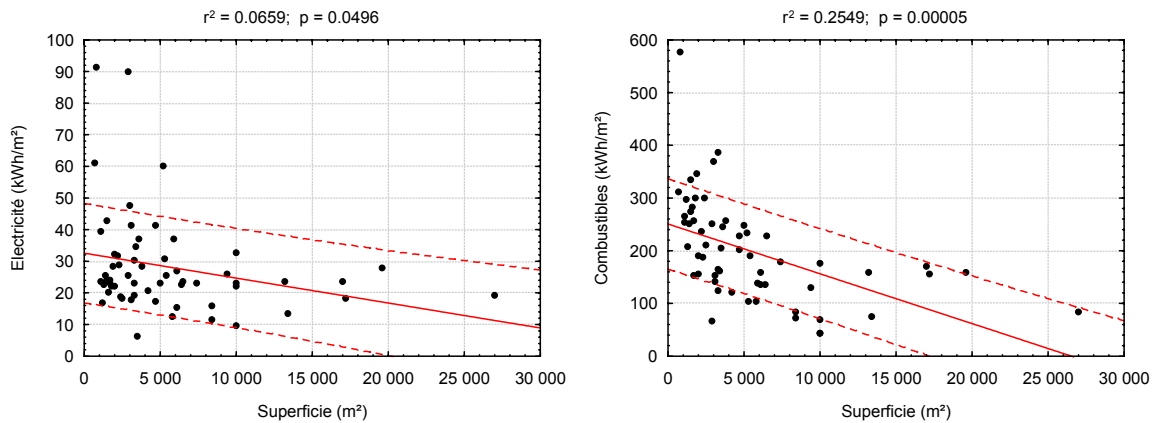 r² = 0.0659;  p = 0.0496
100
90
80
70
60
50
40
30
20
10
0
Electricité (kWh/m²)
0 5 000 10 000 15 000 20 000 25 000 30 000
Superficie (m²)
r² = 0.2549;  p = 0.00005
600
500
400
300
200
100
0
Combustibles (kWh/m²)
0 5 000 10 000 15 000 20 000 25 000 30 000
Superficie (m²)